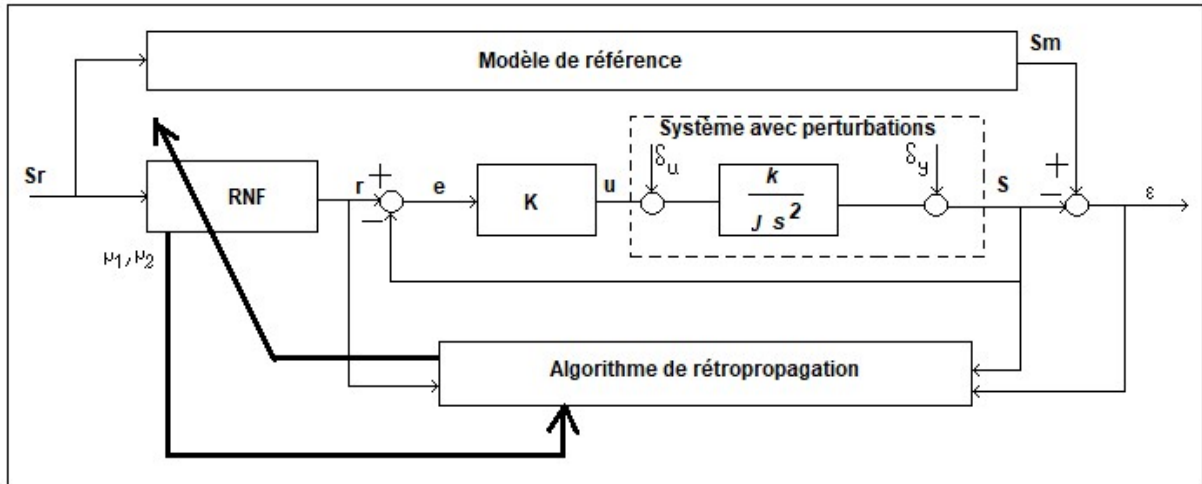 Sm
Modèle de référence
Système avec perturbations
δu
δy
Sr
RNF
r
+
−
e
K
u
k
J s²
S
+
−
ε
μ1, μ2
Algorithme de rétropropagation